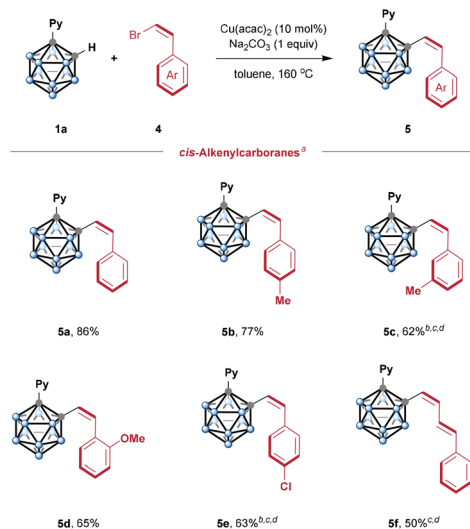 Py
H
+
Br
Ar
Cu(acac)2 (10 mol%)
Na2CO3 (1 equiv)
toluene, 160 °C
Py
Ar
1a
4
5
cis-Alkenylcarboranes^a
Py
Py
Me
Py
Me
5a, 86%
5b, 77%
5c, 62%^b,c,d
Py
OMe
Py
Cl
Py
5d, 65%
5e, 63%^b,c,d
5f, 50%^c,d